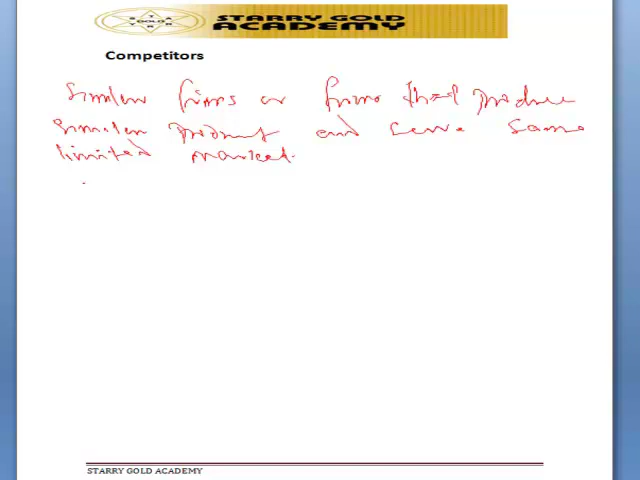 STARRY GOLD
ACADEMY
Competitors
Similar firms or firms that produce
similar product and serve same
limited market.
STARRY GOLD ACADEMY